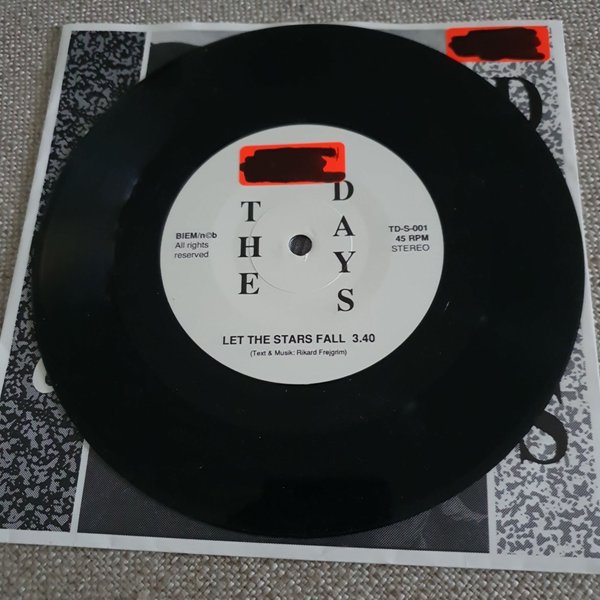 THE
DAYS
BIEM/n©b
All rights
reserved
TD-S-001
45 RPM
STEREO
LET THE STARS FALL 3.40
(Text & Musik: Rikard Frejgrim)
D
S